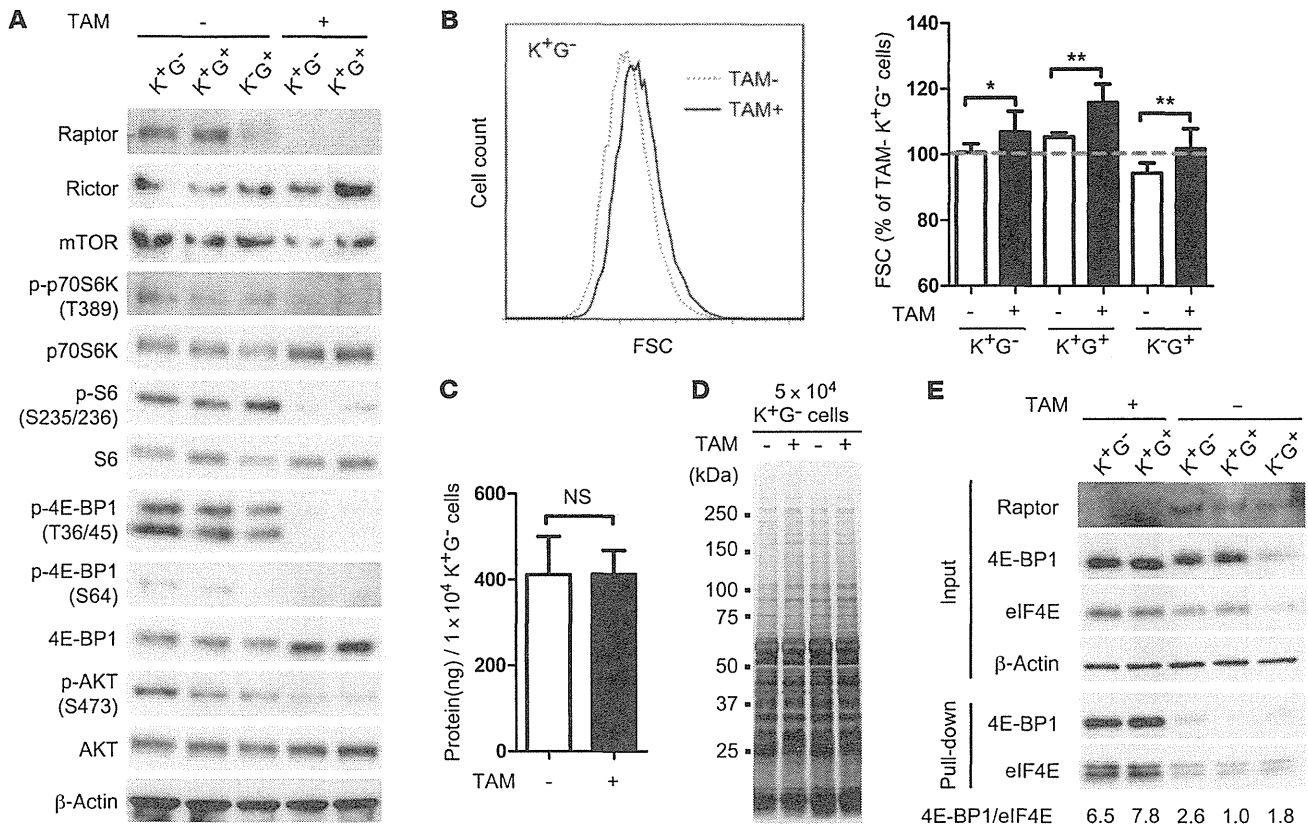 A
TAM - +
K⁺G⁻ K⁺G⁺ K⁻G⁺ K⁺G⁻ K⁺G⁺
Raptor
Rictor
mTOR
p-p70S6K
(T389)
p70S6K
p-S6
(S235/236)
S6
p-4E-BP1
(T36/45)
p-4E-BP1
(S64)
4E-BP1
p-AKT
(S473)
AKT
β-Actin
B
K⁺G⁻
TAM-
TAM+
Cell count
FSC
FSC (% of TAM- K⁺G⁻ cells)
140
120
100
80
60
* ** **
TAM - + - + - +
K⁺G⁻ K⁺G⁺ K⁻G⁺
C
Protein(ng) / 1 x 10⁴ K⁺G⁻ cells
600
400
200
0
NS
TAM - +
D
5 x 10⁴
K⁺G⁻ cells
TAM - + - +
(kDa)
250
150
100
75
50
37
25
E
TAM + -
K⁺G⁻ K⁺G⁺ K⁺G⁻ K⁺G⁺ K⁻G⁺
Input
Raptor
4E-BP1
eIF4E
β-Actin
Pull-down
4E-BP1
eIF4E
4E-BP1/eIF4E 6.5 7.8 2.6 1.0 1.8